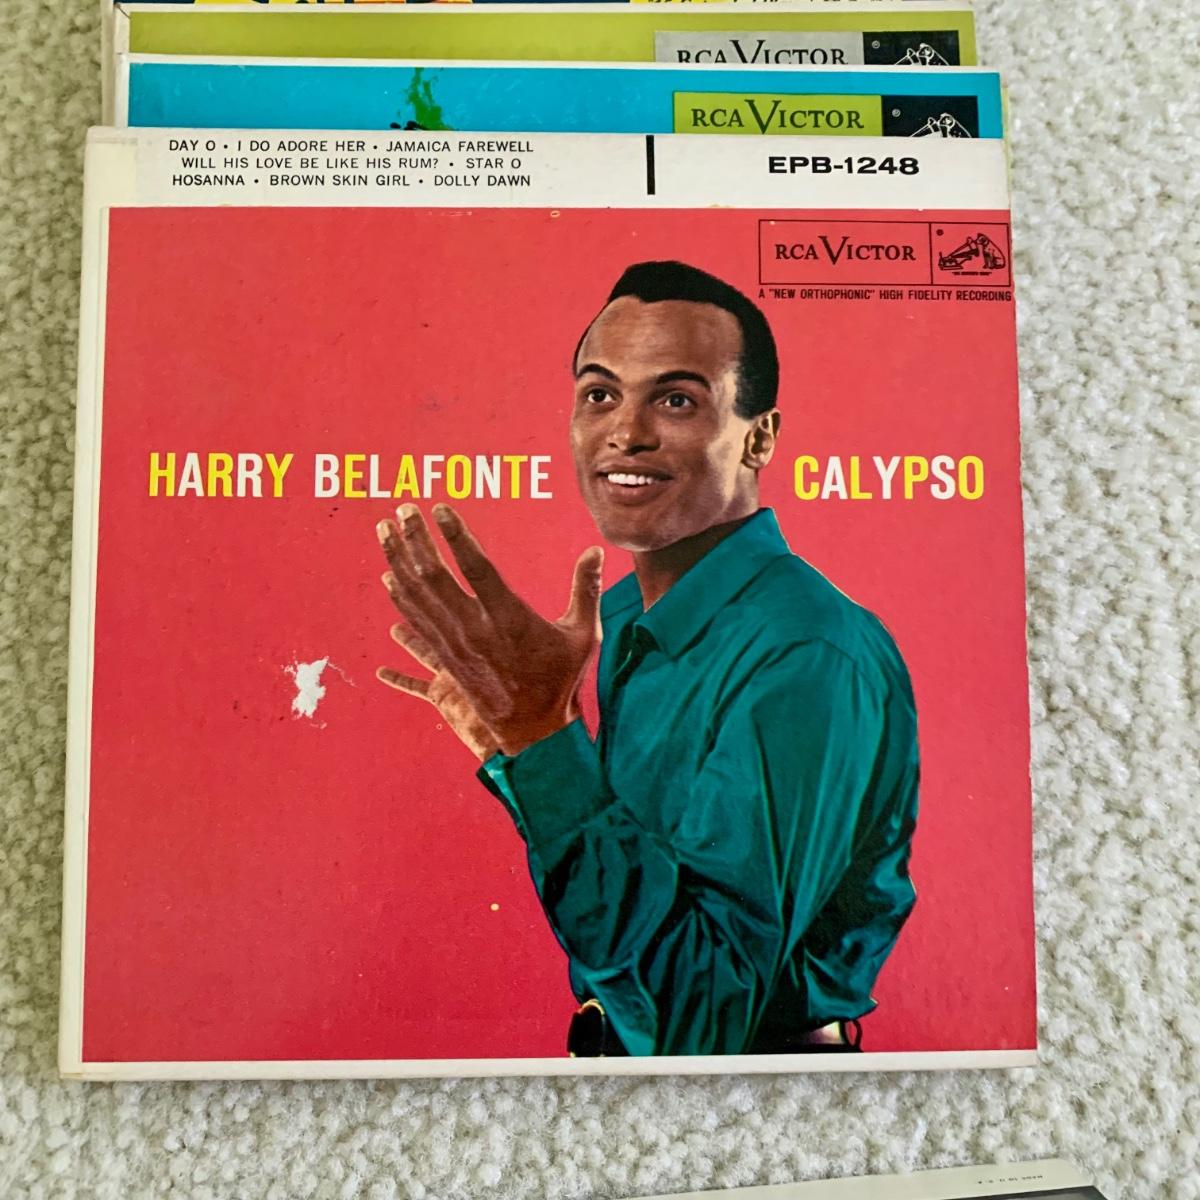 RCA VICTOR
RCA VICTOR
DAY O • I DO ADORE HER • JAMAICA FAREWELL
WILL HIS LOVE BE LIKE HIS RUM? • STAR O
HOSANNA • BROWN SKIN GIRL • DOLLY DAWN
EPB-1248
RCA VICTOR
A "NEW ORTHOPHONIC" HIGH FIDELITY RECORDING
HARRY BELAFONTE CALYPSO